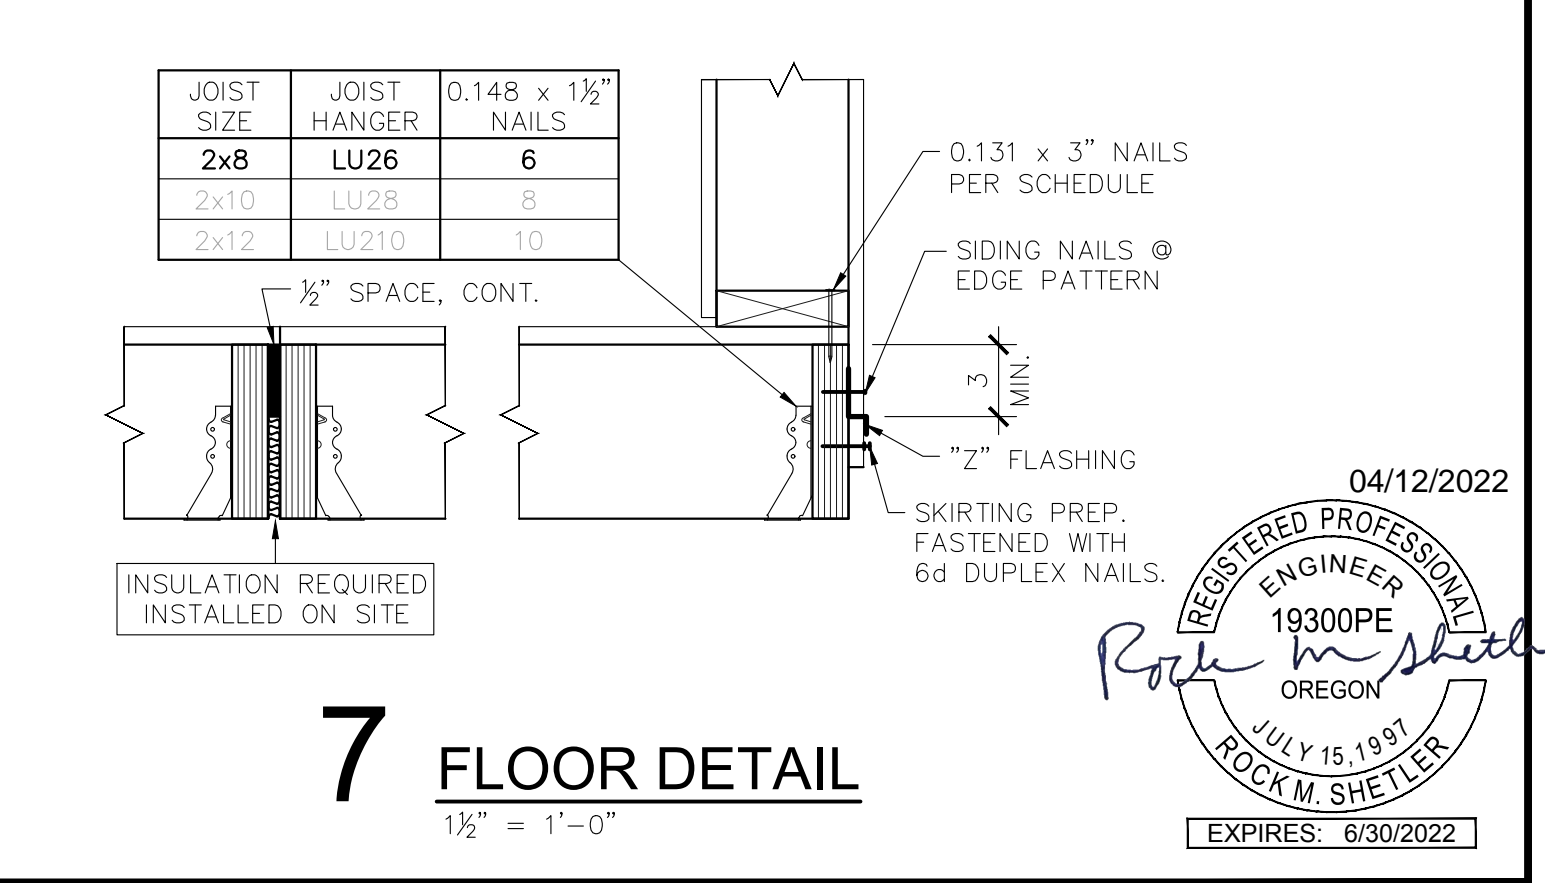 JOIST SIZE JOIST HANGER 0.148 x 1½" NAILS
2x8 LU26 6
2x10 LU28 8
2x12 LU210 10
½" SPACE, CONT.
0.131 x 3" NAILS
PER SCHEDULE
SIDING NAILS @
EDGE PATTERN
3
MIN.
"Z" FLASHING
SKIRTING PREP.
FASTENED WITH
6d DUPLEX NAILS.
INSULATION REQUIRED
INSTALLED ON SITE
04/12/2022
REGISTERED PROFESSIONAL
ENGINEER
19300PE
Rock M Shetl
OREGON
JULY 15,1997
ROCK M. SHETLER
EXPIRES: 6/30/2022
7 FLOOR DETAIL
1½" = 1'-0"